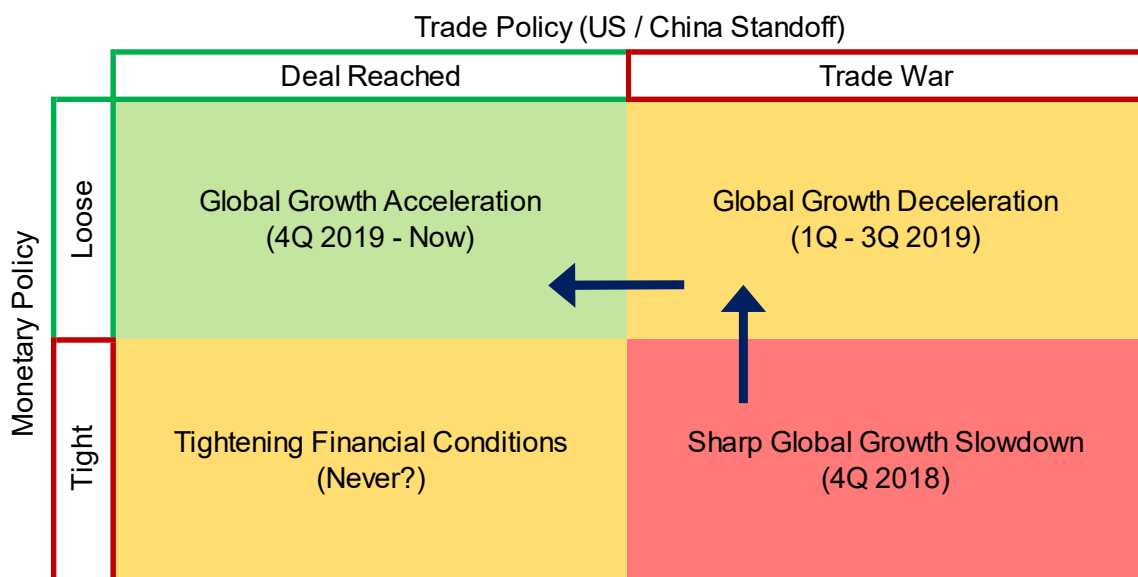 Trade Policy (US / China Standoff)
Deal Reached
Trade War
Monetary Policy
Loose
Global Growth Acceleration
(4Q 2019 - Now)
Global Growth Deceleration
(1Q - 3Q 2019)
Tight
Tightening Financial Conditions
(Never?)
Sharp Global Growth Slowdown
(4Q 2018)